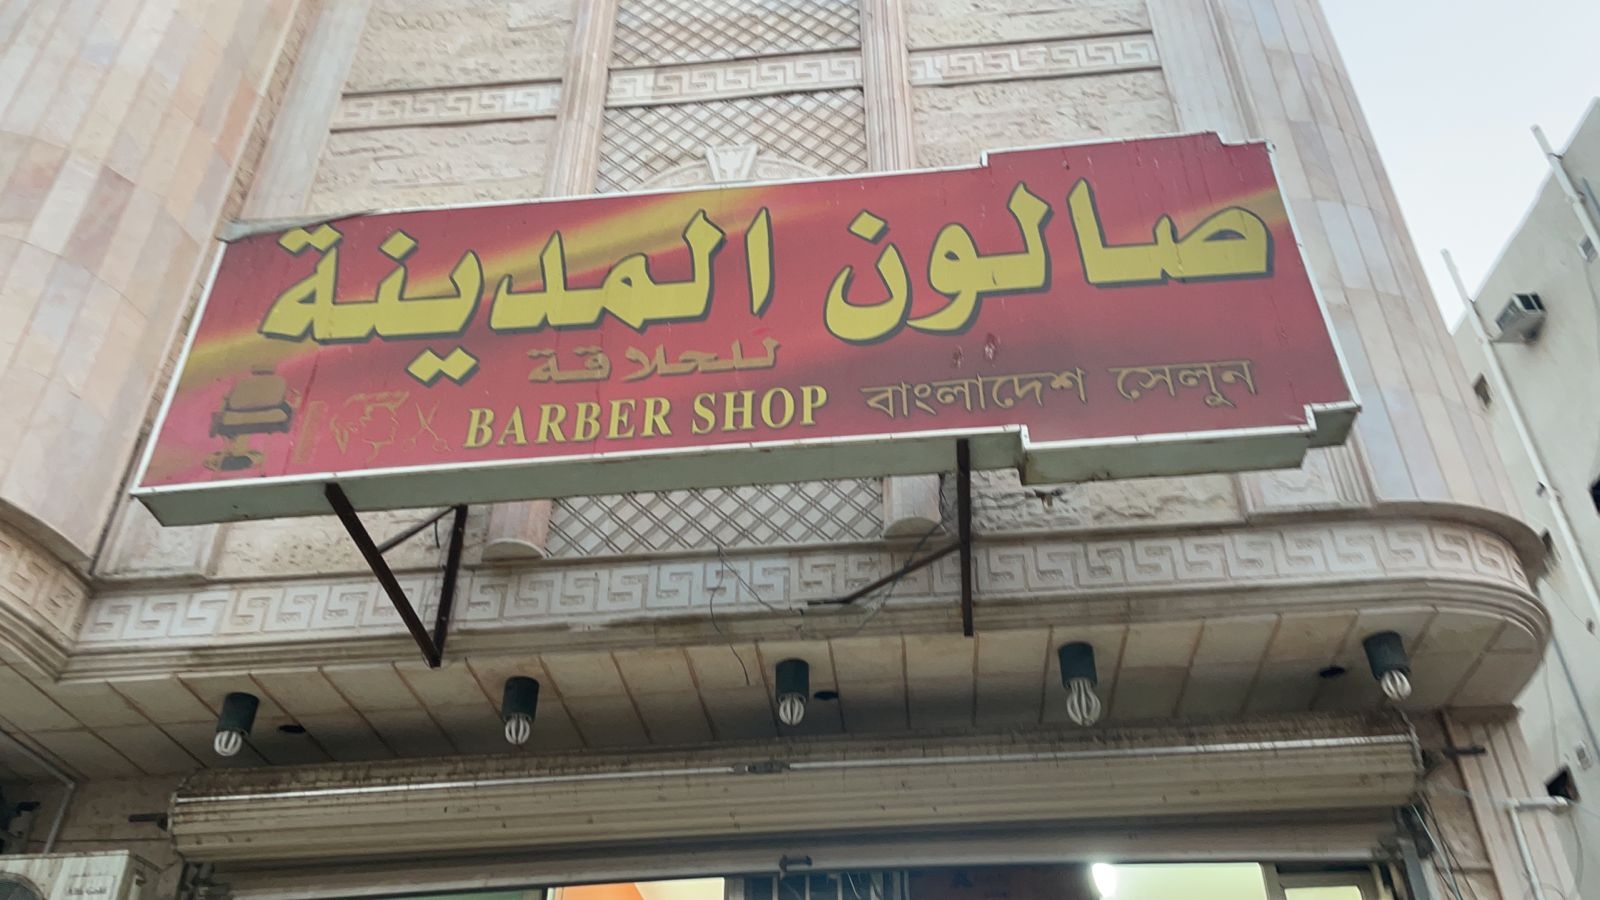 صالون المدينة
للحلاقة
BARBER SHOP বাংলাদেশ সেলুন